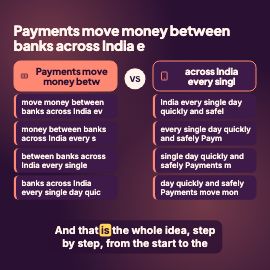 Payments move money between
banks across India e
Payments move
money betw
VS
across India
every singl
move money between
banks across India ev
India every single day
quickly and safel
money between banks
across India every s
every single day quickly
and safely Paym
between banks across
India every single
single day quickly and
safely Payments m
banks across India
every single day quic
day quickly and safely
Payments move mon
And that is the whole idea, step
by step, from the start to the